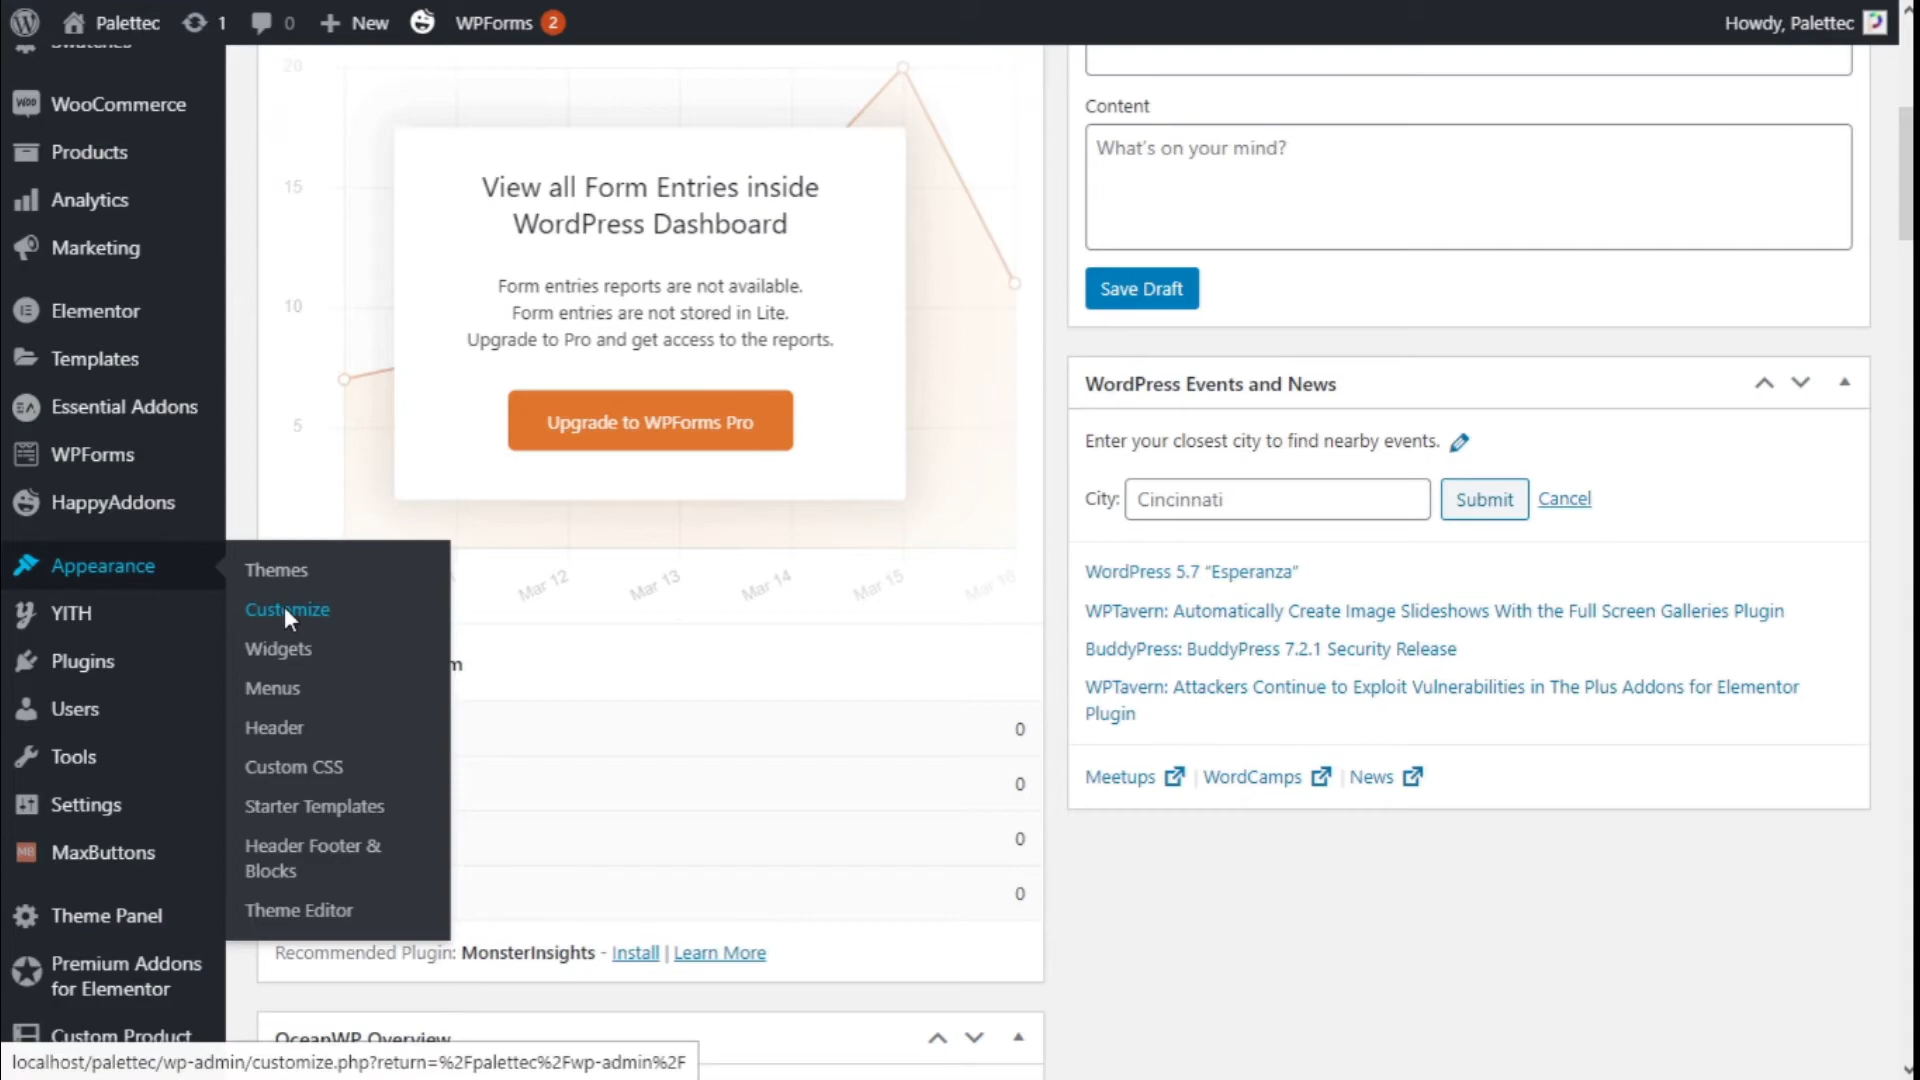 Palettec
1
0
New
WPForms 2
Howdy, Palettec
Swatches
WooCommerce
Products
Analytics
Marketing
Elementor
Templates
Essential Addons
WPForms
HappyAddons
Appearance
YITH
Plugins
Users
Tools
Settings
MaxButtons
Theme Panel
Premium Addons
for Elementor
Custom Product
Themes
Customize
Widgets
Menus
Header
Custom CSS
Starter Templates
Header Footer &
Blocks
Theme Editor
20
15
10
5
View all Form Entries inside
WordPress Dashboard
Form entries reports are not available.
Form entries are not stored in Lite.
Upgrade to Pro and get access to the reports.
Upgrade to WPForms Pro
Mar 12
Mar 13
Mar 14
Mar 15
Mar 16
m
0
0
0
0
Recommended Plugin: MonsterInsights - Install | Learn More
OceanWP Overview
Content
What's on your mind?
Save Draft
WordPress Events and News
Enter your closest city to find nearby events.
City: Cincinnati Submit Cancel
WordPress 5.7 “Esperanza”
WPTavern: Automatically Create Image Slideshows With the Full Screen Galleries Plugin
BuddyPress: BuddyPress 7.2.1 Security Release
WPTavern: Attackers Continue to Exploit Vulnerabilities in The Plus Addons for Elementor
Plugin
Meetups | WordCamps | News
localhost/palettec/wp-admin/customize.php?return=%2Fpalettec%2Fwp-admin%2F